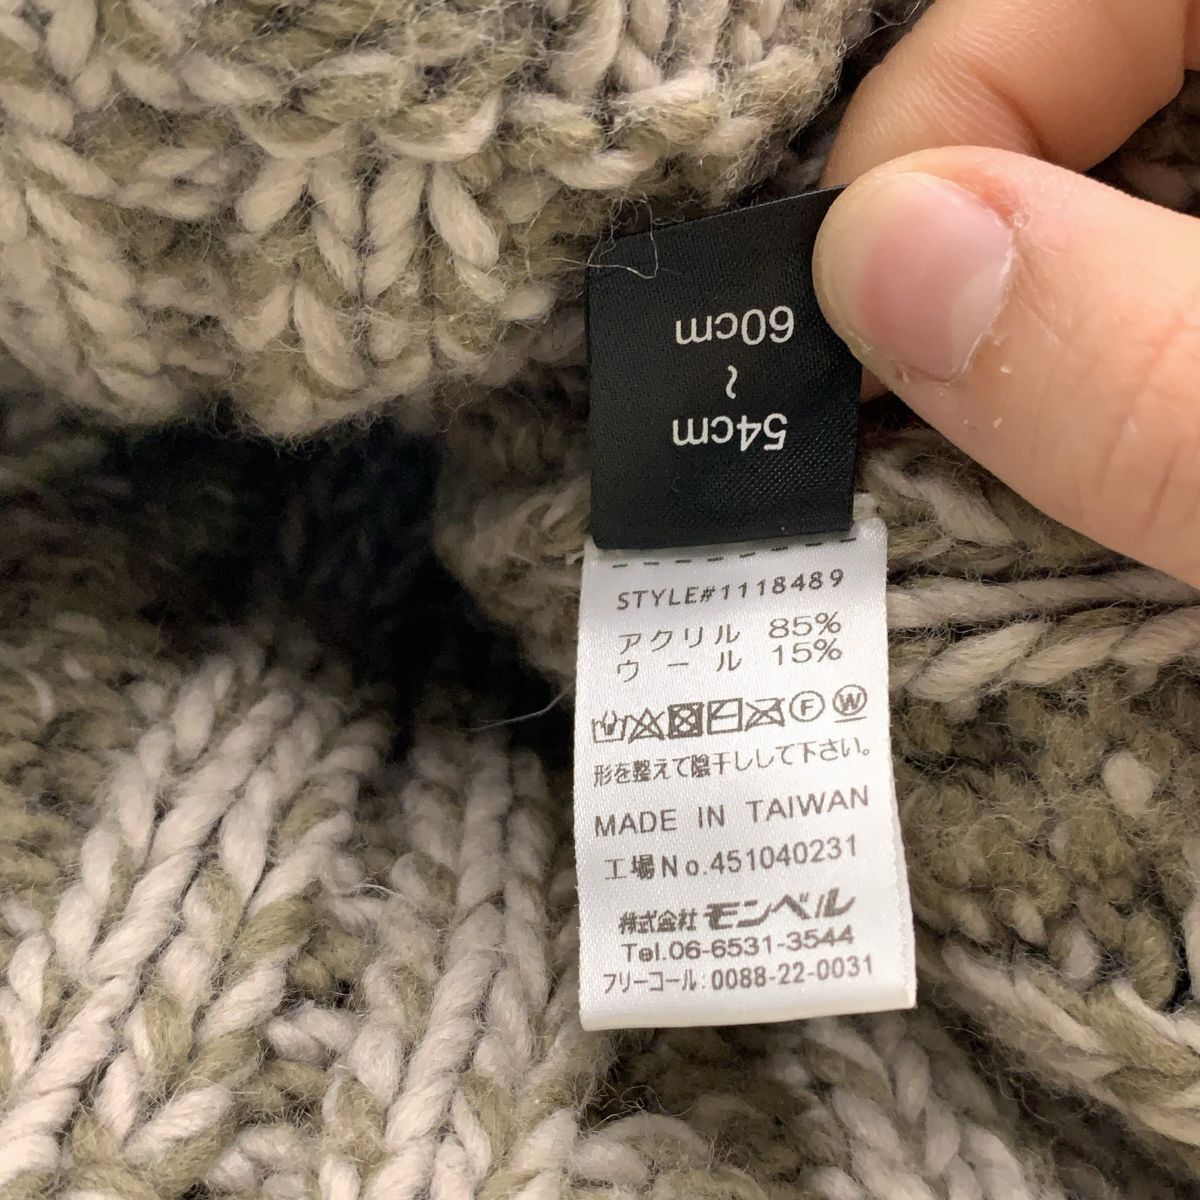 54cm
~
60cm
STYLE#1118489
アクリル 85%
ウール 15%
F W
形を整えて陰干しして下さい。
MADE IN TAIWAN
工場No.451040231
株式会社 モンベル
Tel.06-6531-3544
フリーコール:0088-22-0031